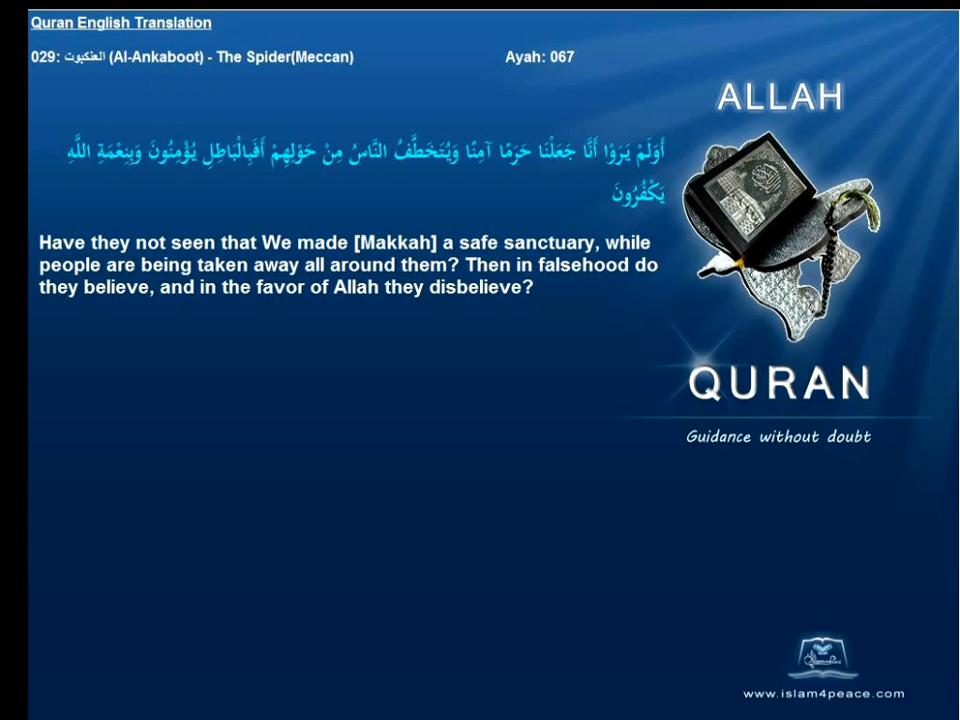 Quran English Translation
029: العنكبوت (Al-Ankaboot) - The Spider(Meccan) Ayah: 067
ALLAH
أَوَلَمْ يَرَوْا أَنَّا جَعَلْنَا حَرَمًا آمِنًا وَيُتَخَطَّفُ النَّاسُ مِنْ حَوْلِهِمْ أَفَبِالْبَاطِلِ يُؤْمِنُونَ وَبِنِعْمَةِ اللَّهِ
يَكْفُرُونَ
Have they not seen that We made [Makkah] a safe sanctuary, while
people are being taken away all around them? Then in falsehood do
they believe, and in the favor of Allah they disbelieve?
QURAN
Guidance without doubt
www.islam4peace.com